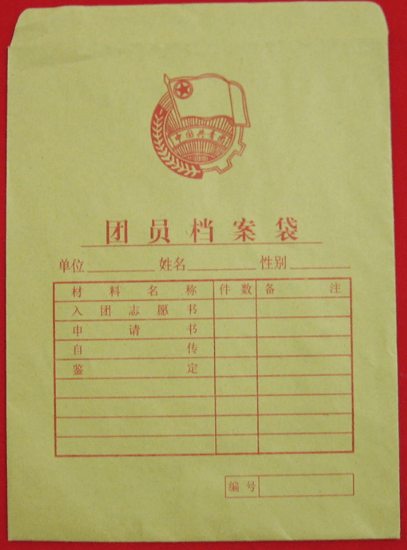 中国共青团
团员档案袋
单位 姓名 性别
材料名称 件数 备注
入团志愿书
申请书
自传
鉴定
编号